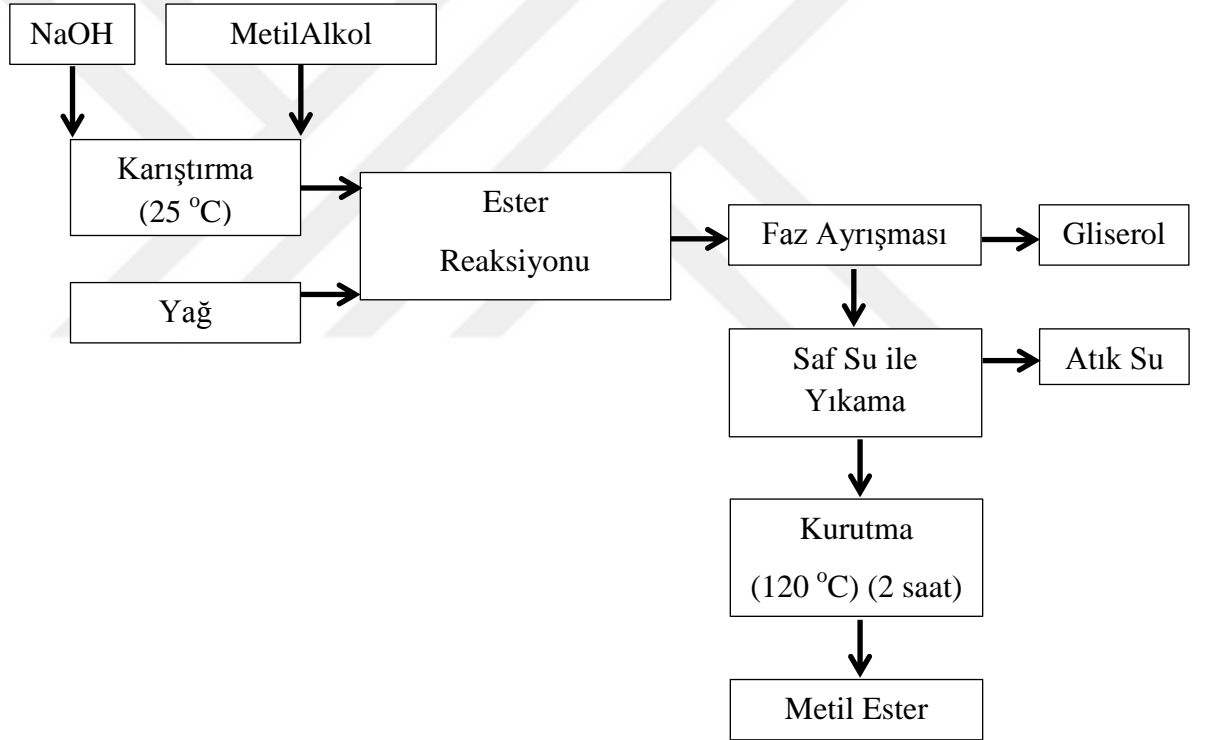 NaOH
MetilAlkol
Karıştırma
(25 °C)
Ester
Reaksiyonu
Yağ
Faz Ayrışması
Gliserol
Saf Su ile
Yıkama
Atık Su
Kurutma
(120 °C) (2 saat)
Metil Ester